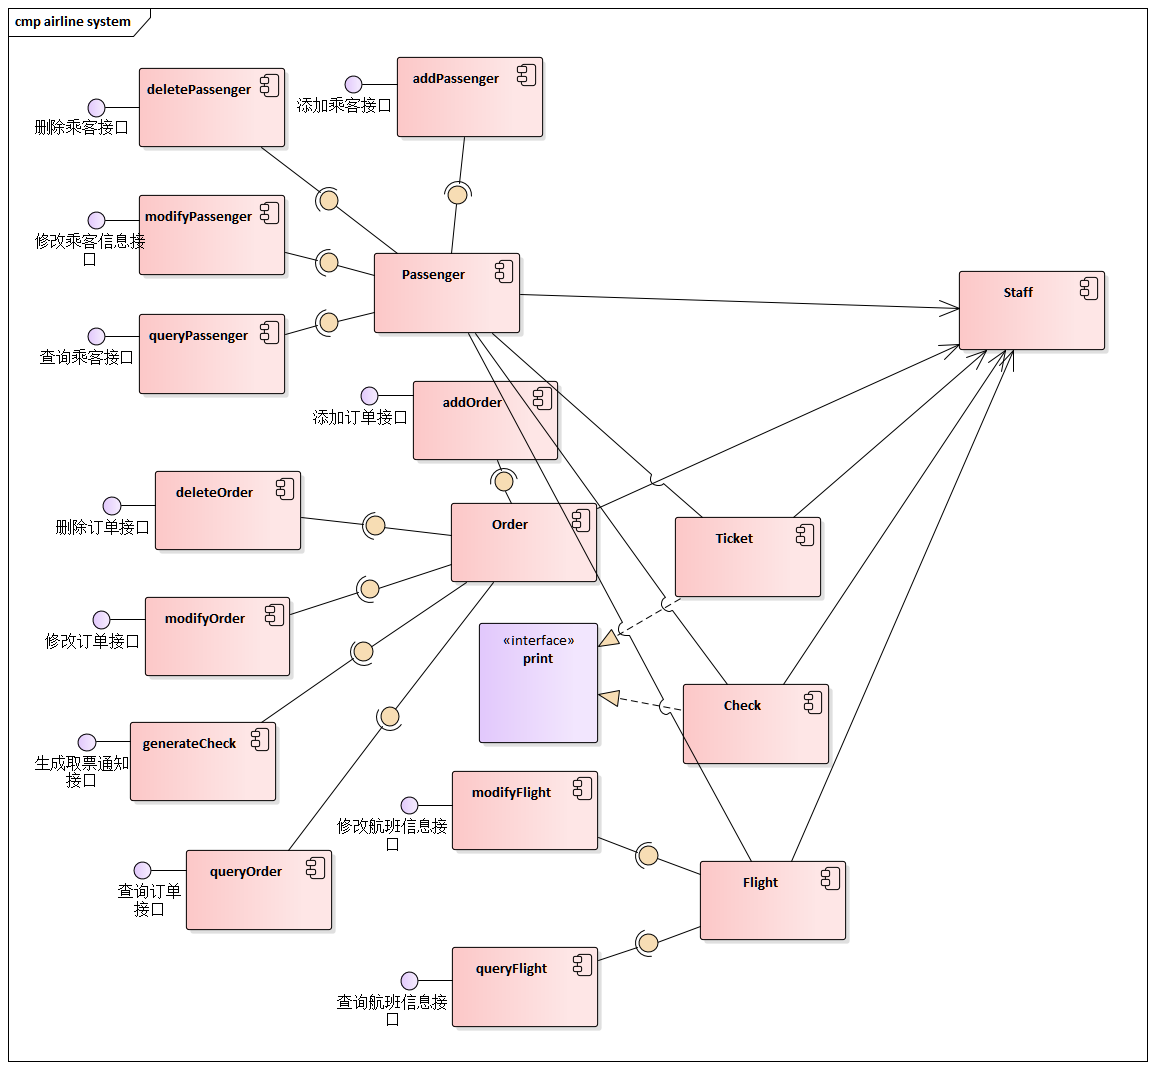 cmp airline system
deletePassenger
删除乘客接口
addPassenger
添加乘客接口
modifyPassenger
修改乘客信息接
口
Passenger
Staff
queryPassenger
查询乘客接口
addOrder
添加订单接口
deleteOrder
删除订单接口
Order
Ticket
modifyOrder
修改订单接口
«interface»
print
Check
generateCheck
生成取票通知
接口
modifyFlight
修改航班信息接
口
queryOrder
查询订单
接口
Flight
queryFlight
查询航班信息接
口